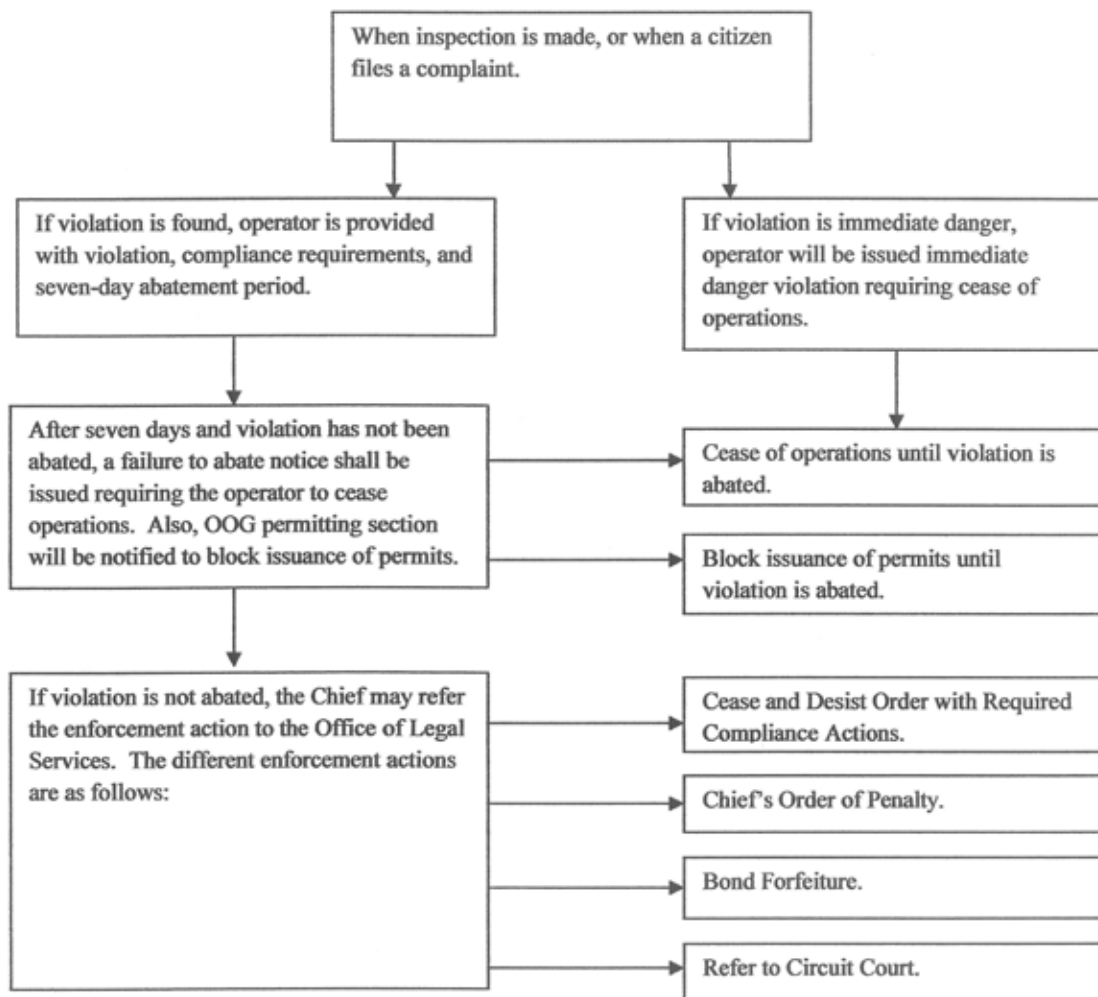 When inspection is made, or when a citizen
files a complaint.
If violation is found, operator is provided
with violation, compliance requirements, and
seven-day abatement period.
If violation is immediate danger,
operator will be issued immediate
danger violation requiring cease of
operations.
After seven days and violation has not been
abated, a failure to abate notice shall be
issued requiring the operator to cease
operations.  Also, OOG permitting section
will be notified to block issuance of permits.
Cease of operations until violation is
abated.
Block issuance of permits until
violation is abated.
If violation is not abated, the Chief may refer
the enforcement action to the Office of Legal
Services.  The different enforcement actions
are as follows:
Cease and Desist Order with Required
Compliance Actions.
Chief's Order of Penalty.
Bond Forfeiture.
Refer to Circuit Court.